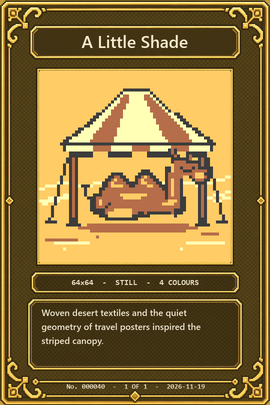 A Little Shade
64x64 - STILL - 4 COLOURS
Woven desert textiles and the quiet
geometry of travel posters inspired the
striped canopy.
No. 000040 - 1 OF 1 - 2026-11-19